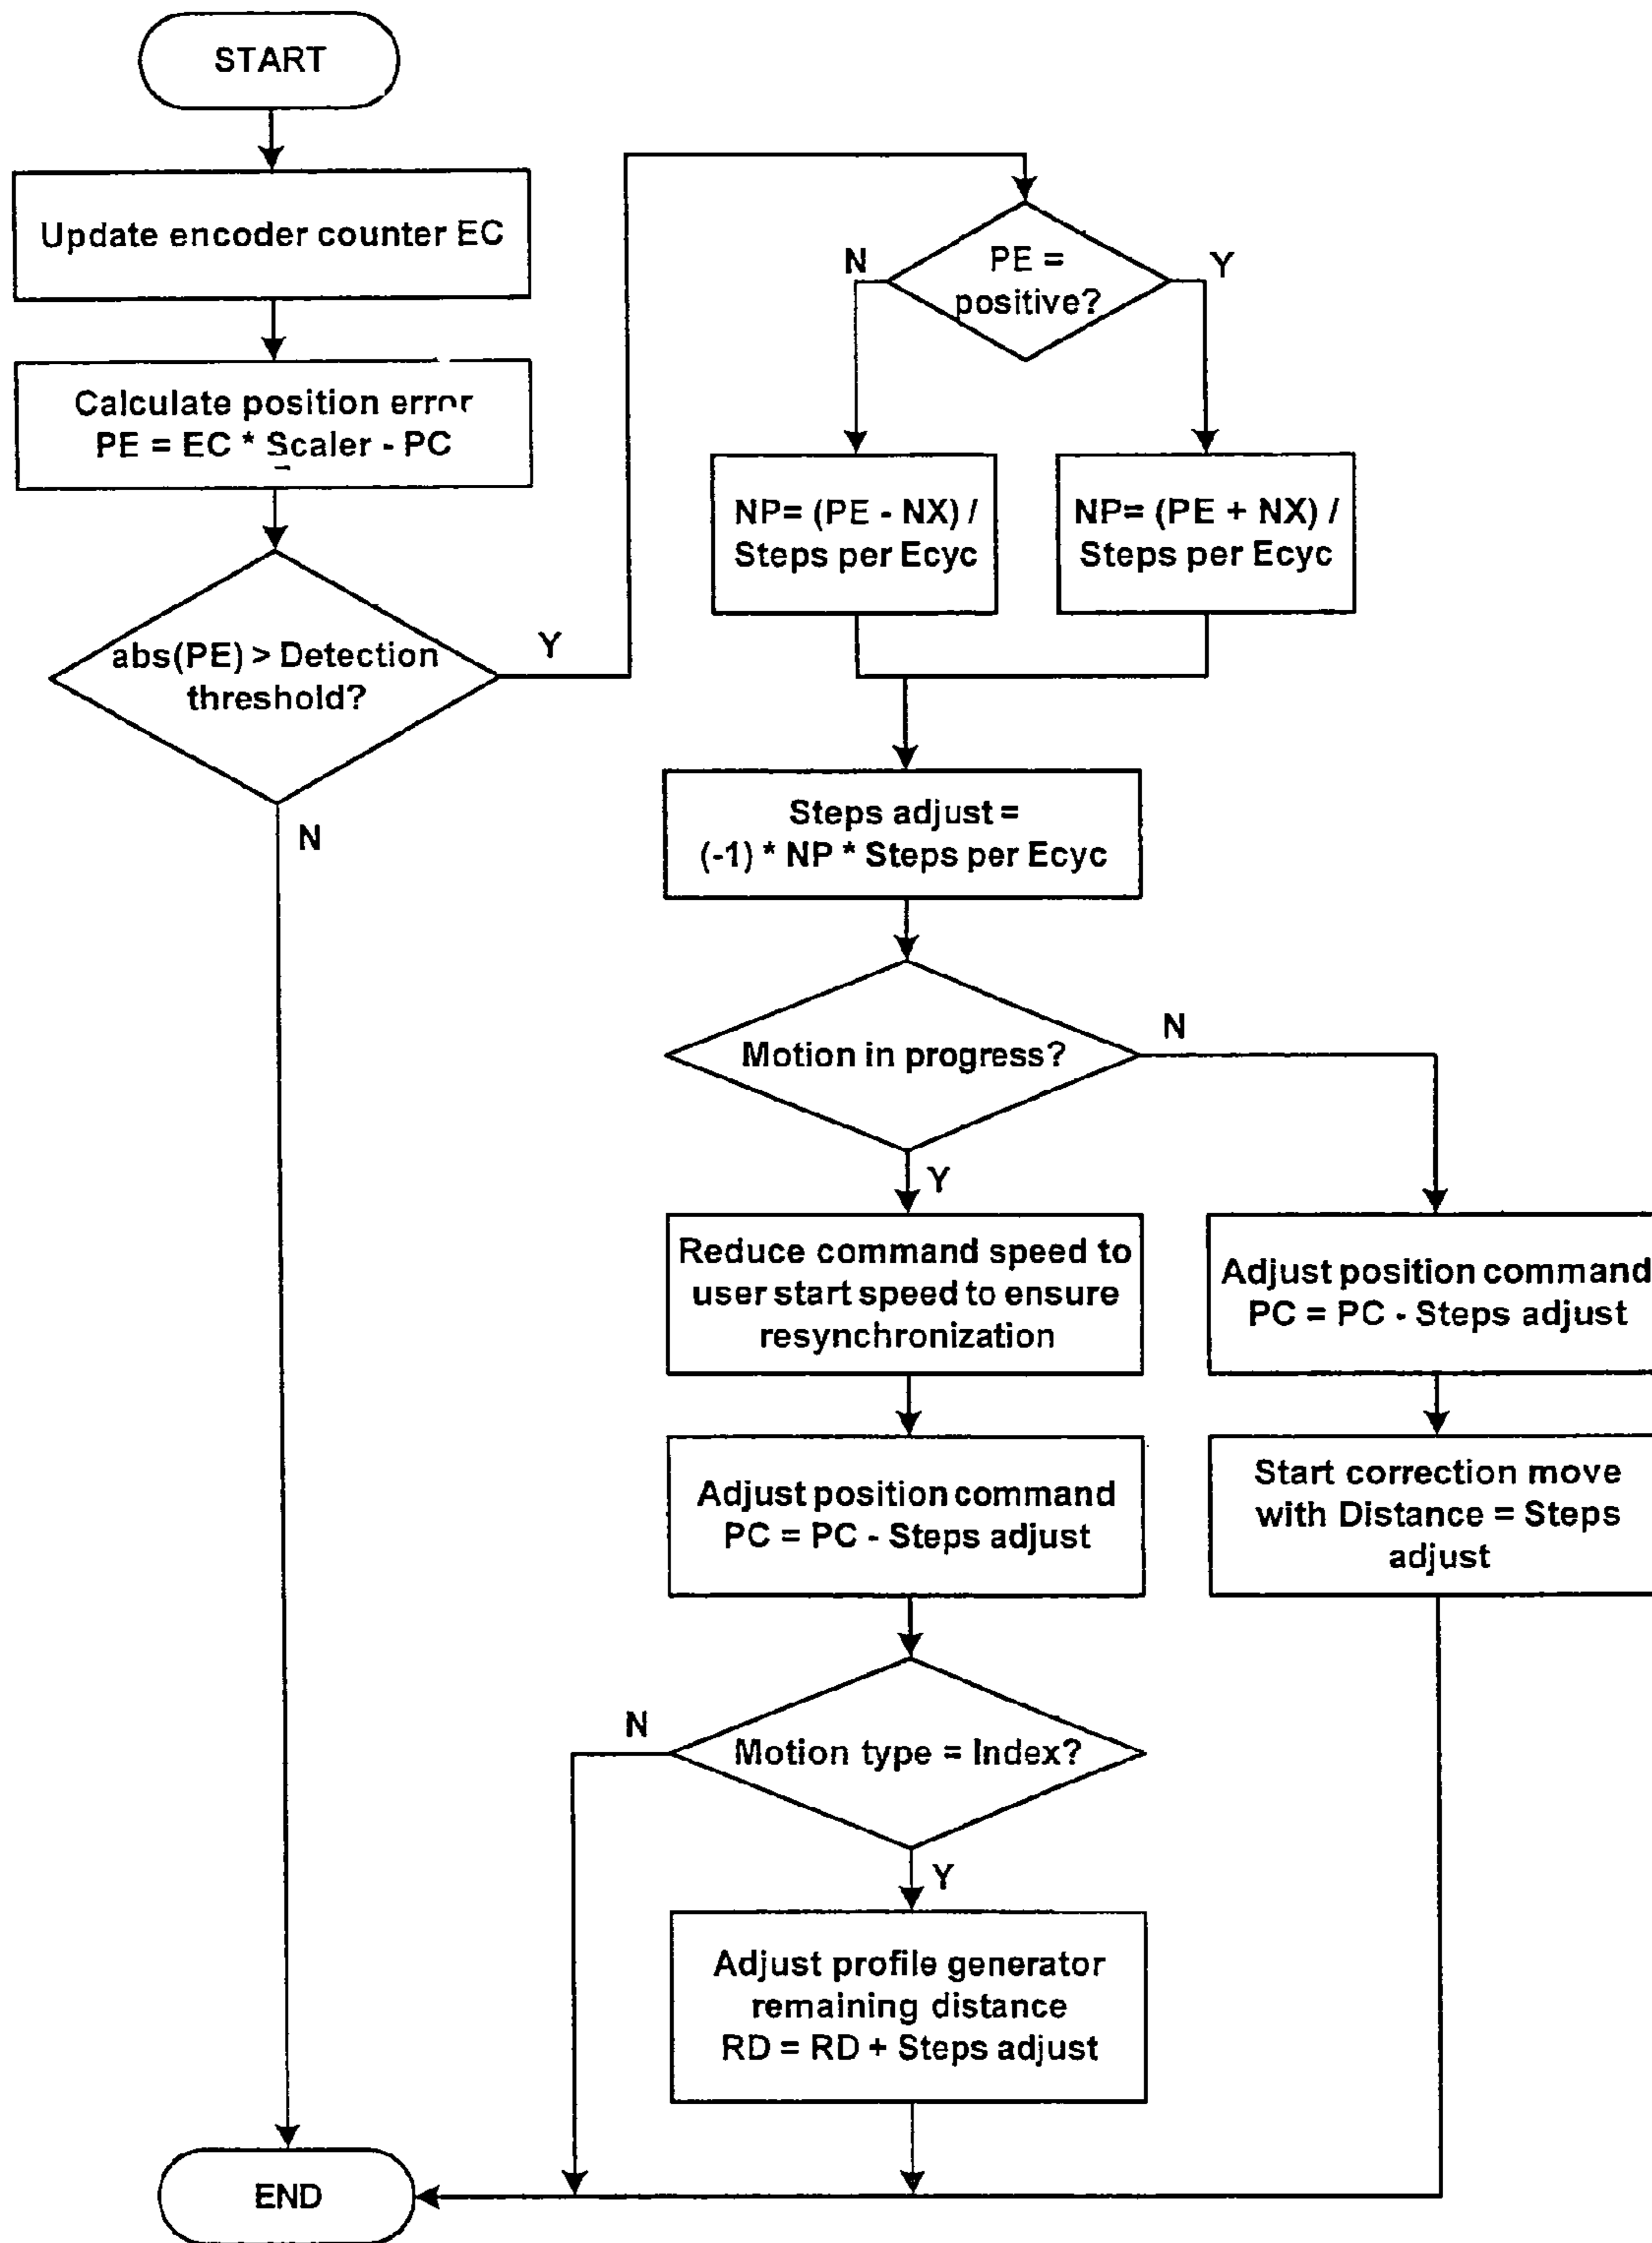 START
Update encoder counter EC
Calculate position error
PE = EC * Scaler - PC
abs(PE) > Detection
threshold?
Y
N
PE =
positive?
N
Y
NP= (PE - NX) /
Steps per Ecyc
NP= (PE + NX) /
Steps per Ecyc
Steps adjust =
(-1) * NP * Steps per Ecyc
Motion in progress?
N
Y
Reduce command speed to
user start speed to ensure
resynchronization
Adjust position command
PC = PC - Steps adjust
Adjust position command
PC = PC - Steps adjust
Start correction move
with Distance = Steps
adjust
Motion type = Index?
N
Y
Adjust profile generator
remaining distance
RD = RD + Steps adjust
END